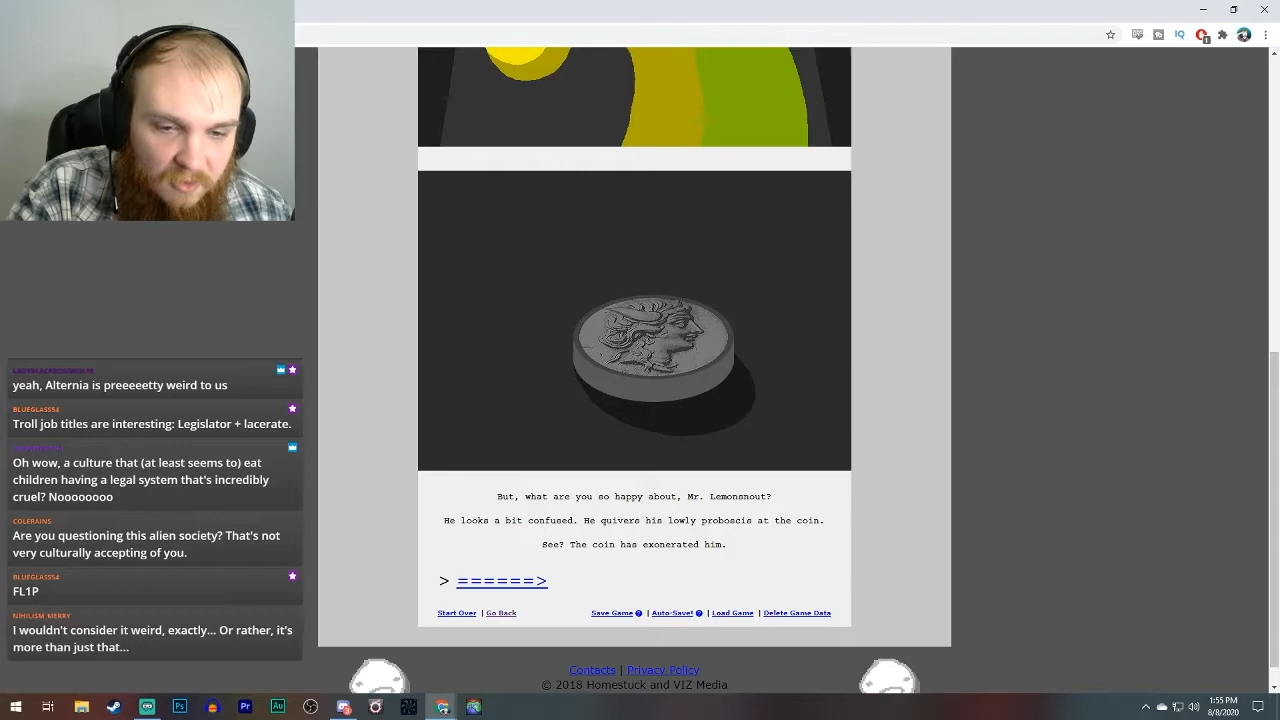 yeah, Alternia is preeeeetty weird to us
BLUEGLASS54
Troll job titles are interesting: Legislator + lacerate.
Oh wow, a culture that (at least seems to) eat
children having a legal system that's incredibly
cruel? Noooooooo
COLERAINS
Are you questioning this alien society? That's not
very culturally accepting of you.
BLUEGLASS54
FL1P
NIHILISM_MERRY
I wouldn't consider it weird, exactly... Or rather, it's
more than just that...
But, what are you so happy about, Mr. Lemonsnout?
He looks a bit confused. He quivers his lowly proboscis at the coin.
See? The coin has exonerated him.
> ======>
Start Over | Go Back
Save Game ? | Auto-Save! ? | Load Game | Delete Game Data
Contacts | Privacy Policy
© 2018 Homestuck and VIZ Media
IQ
1
Ps
Pr
Au
1:55 PM
8/8/2020